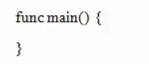 func main() {
}